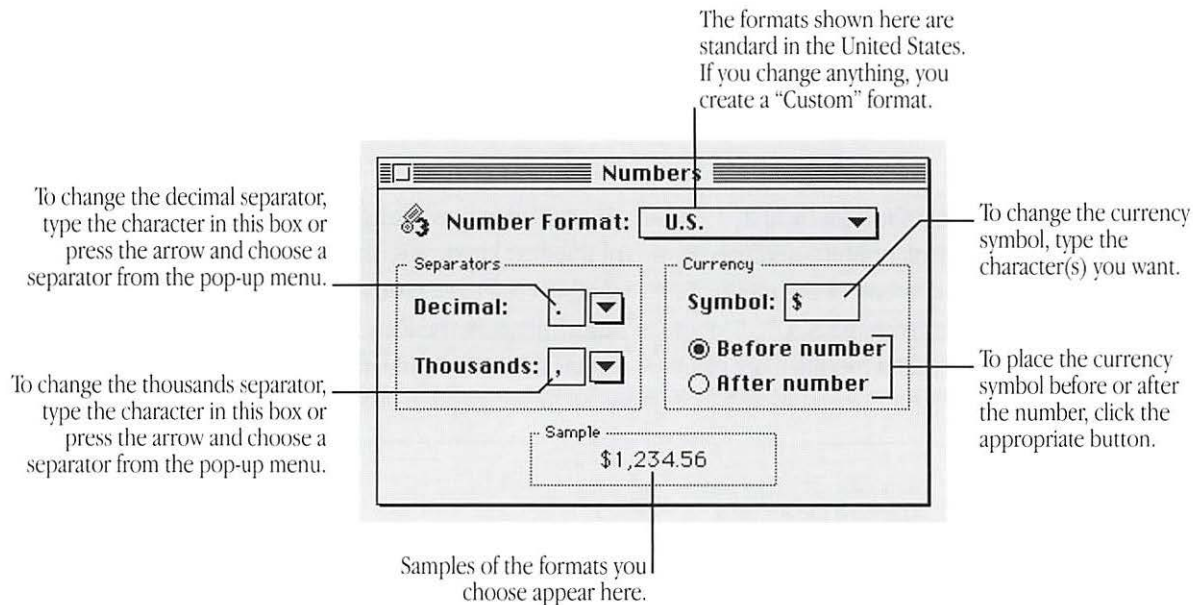 The formats shown here are
standard in the United States.
If you change anything, you
create a “Custom” format.
Numbers
Number Format: U.S.
To change the decimal separator,
type the character in this box or
press the arrow and choose a
separator from the pop-up menu.
Separators
Decimal: .
Thousands: ,
To change the thousands separator,
type the character in this box or
press the arrow and choose a
separator from the pop-up menu.
Currency
Symbol: $
Before number
After number
To change the currency
symbol, type the
character(s) you want.
To place the currency
symbol before or after
the number, click the
appropriate button.
Sample
$1,234.56
Samples of the formats you
choose appear here.